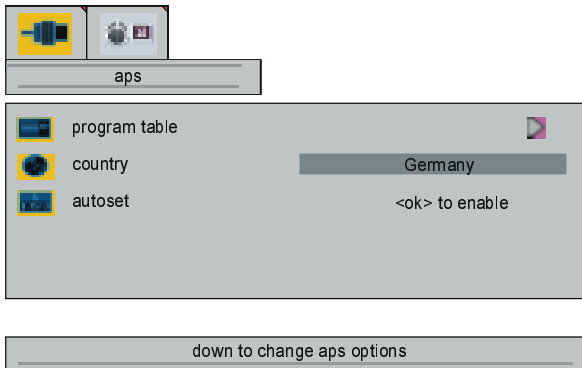 aps
program table
country Germany
autoset <ok> to enable
down to change aps options